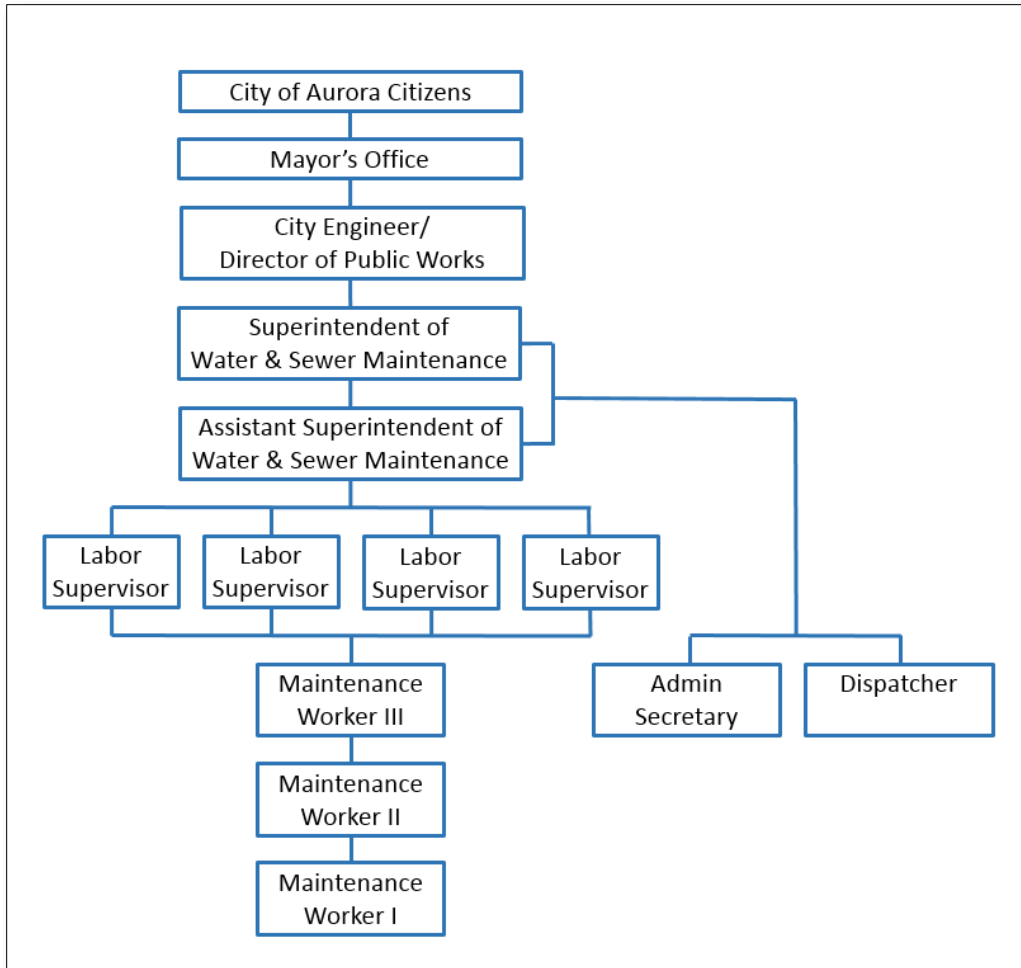 City of Aurora Citizens
Mayor’s Office
City Engineer/
Director of Public Works
Superintendent of
Water & Sewer Maintenance
Assistant Superintendent of
Water & Sewer Maintenance
Labor
Supervisor
Labor
Supervisor
Labor
Supervisor
Labor
Supervisor
Maintenance
Worker III
Admin
Secretary
Dispatcher
Maintenance
Worker II
Maintenance
Worker I